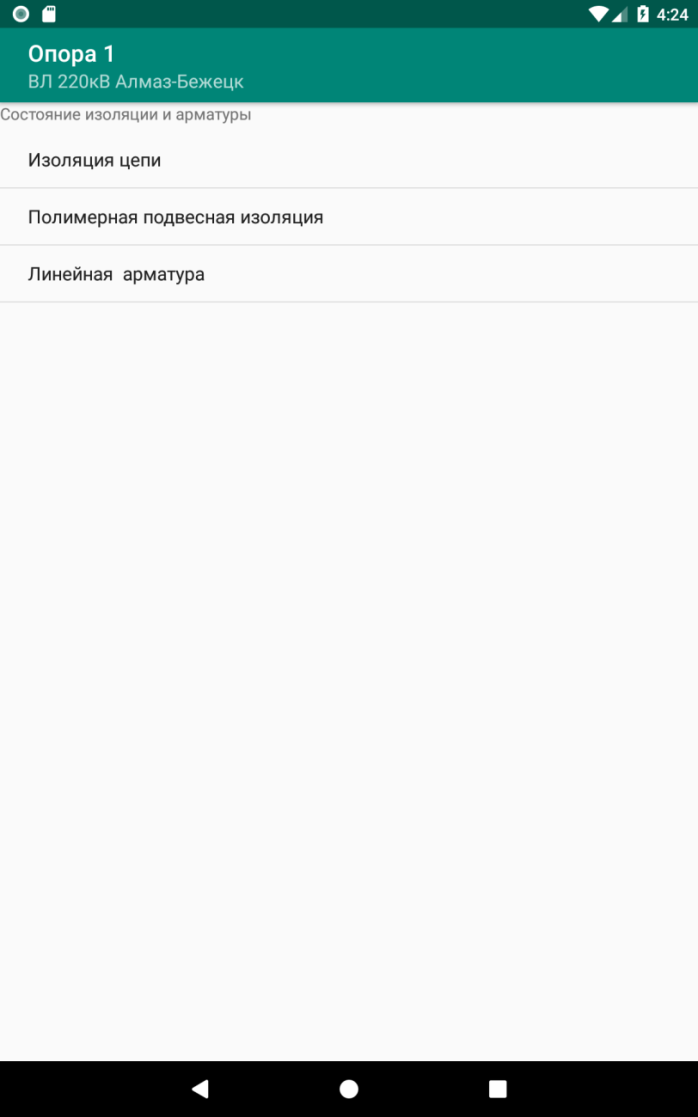 4:24
Опора 1
ВЛ 220кВ Алмаз-Бежецк
Состояние изоляции и арматуры
Изоляция цепи
Полимерная подвесная изоляция
Линейная  арматура